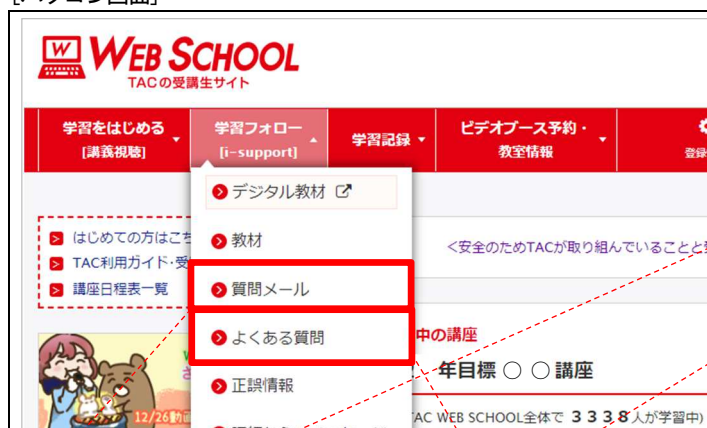 [パソコン画面]
W WEB SCHOOL
TACの受講生サイト
学習をはじめる
[講義視聴]
学習フォロー
[i-support]
学習記録
ビデオブース予約・
教室情報
登録
デジタル教材
はじめての方はこち
教材
<安全のためTACが取り組んでいることと
TAC利用ガイド・受
講座日程表一覧
質問メール
よくある質問
中の講座
年目標 ○ ○ 講座
正誤情報
12/26動画
TAC WEB SCHOOL全体で 3 3 3 8 人が学習中)